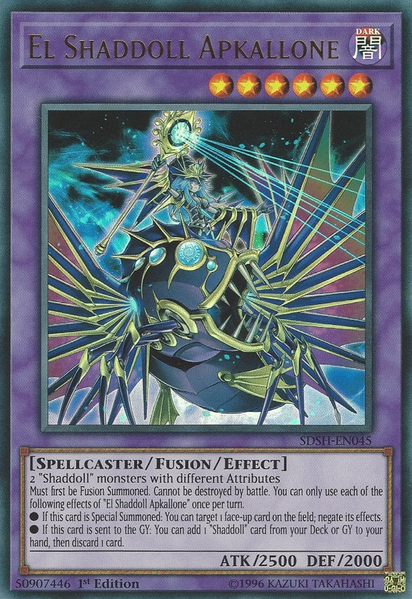 El Shaddoll Apkallone
DARK
闇
SDSH-EN045
[Spellcaster/Fusion/Effect]
2 "Shaddoll" monsters with different Attributes
Must first be Fusion Summoned. Cannot be destroyed by battle. You can only use each of the
following effects of "El Shaddoll Apkallone" once per turn.
● If this card is Special Summoned: You can target 1 face-up card on the field; negate its effects.
● If this card is sent to the GY: You can add 1 "Shaddoll" card from your Deck or GY to your
hand, then discard 1 card.
ATK/2500 DEF/2000
S0907446 1st Edition ©1996 KAZUKI TAKAHASHI